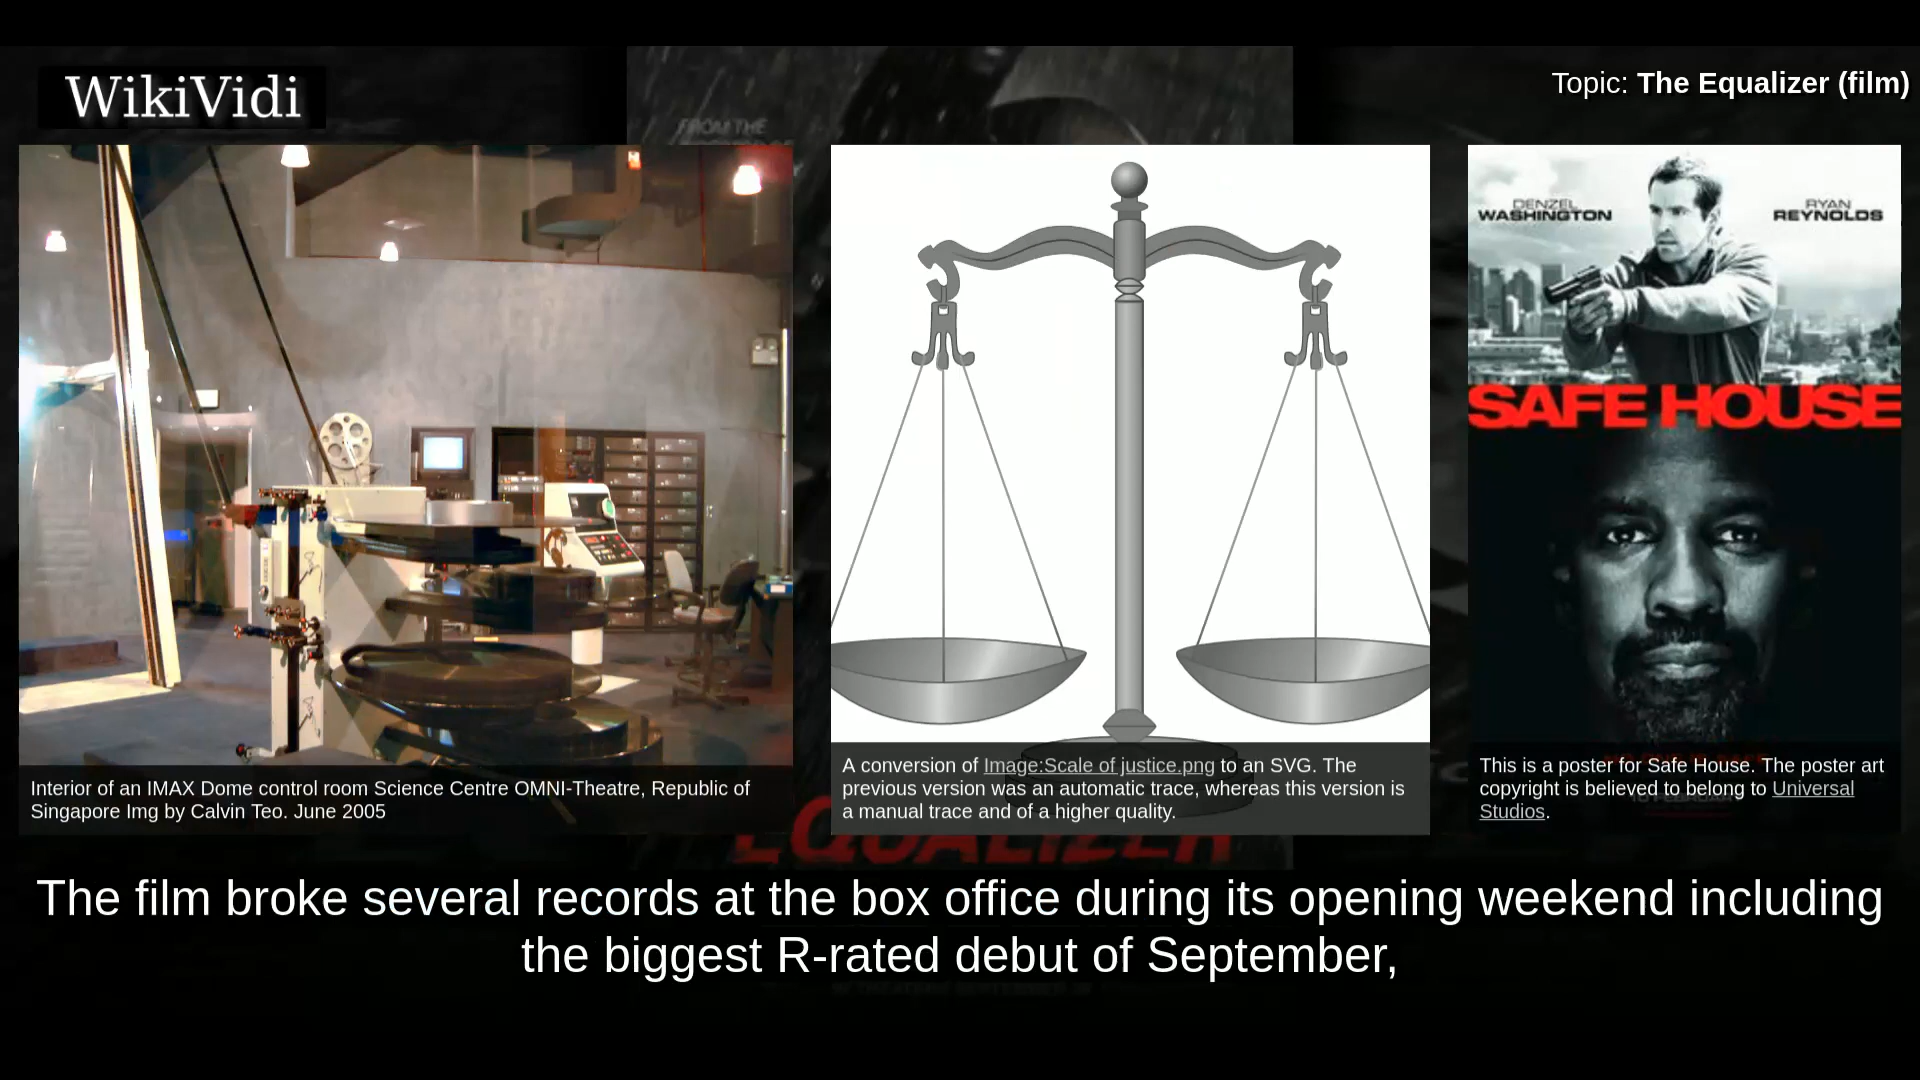 WikiVidi
Topic: The Equalizer (film)
FROM THE
DENZEL
WASHINGTON
RYAN
REYNOLDS
SAFE HOUSE
Interior of an IMAX Dome control room Science Centre OMNI-Theatre, Republic of
Singapore Img by Calvin Teo. June 2005
A conversion of Image:Scale of justice.png to an SVG. The
previous version was an automatic trace, whereas this version is
a manual trace and of a higher quality.
This is a poster for Safe House. The poster art
copyright is believed to belong to Universal
Studios.
EQUALIZER
The film broke several records at the box office during its opening weekend including
the biggest R-rated debut of September,